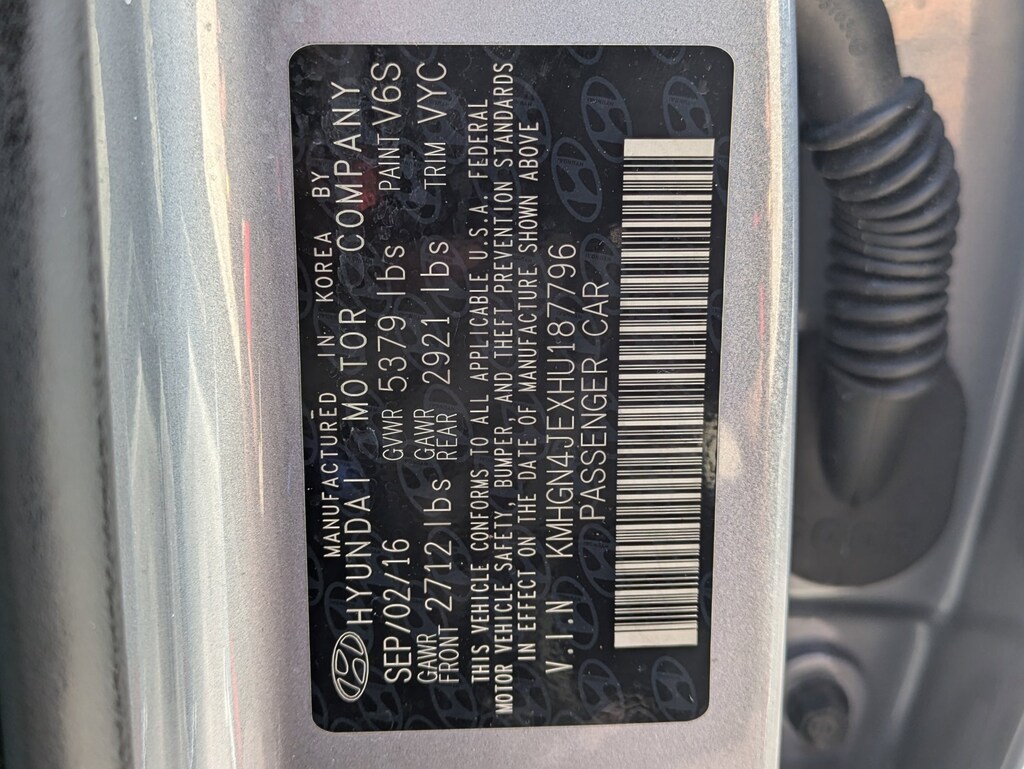 MANUFACTURED IN KOREA BY
HYUNDAI MOTOR COMPANY
SEP/02/16 GVWR 5379 lbs PAINT V6S
GAWR FRONT 2712 lbs GAWR REAR 2921 lbs TRIM VYC
THIS VEHICLE CONFORMS TO ALL APPLICABLE U.S.A. FEDERAL
MOTOR VEHICLE SAFETY, BUMPER, AND THEFT PREVENTION STANDARDS
IN EFFECT ON THE DATE OF MANUFACTURE SHOWN ABOVE
V.I.N KMHGN4JEXHU187796
PASSENGER CAR